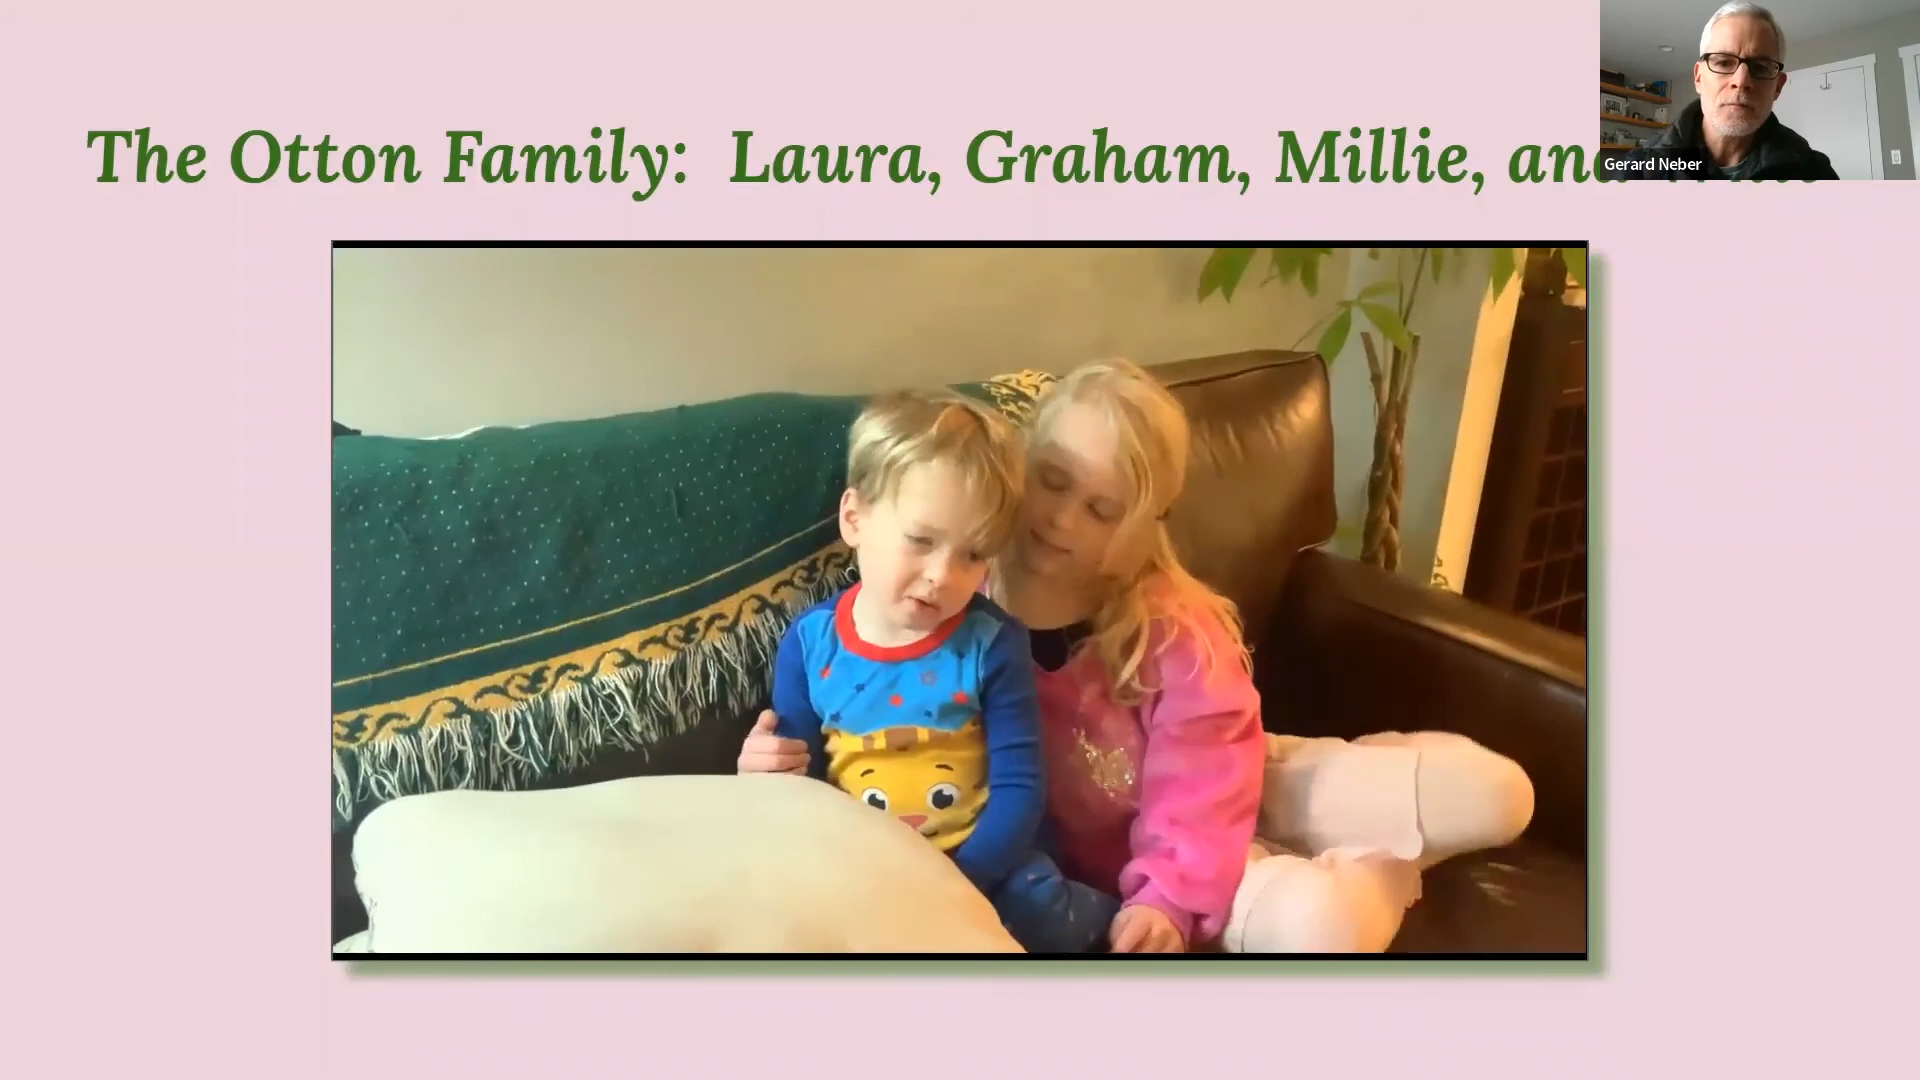 The Otton Family: Laura, Graham, Millie, and
Gerard Neber